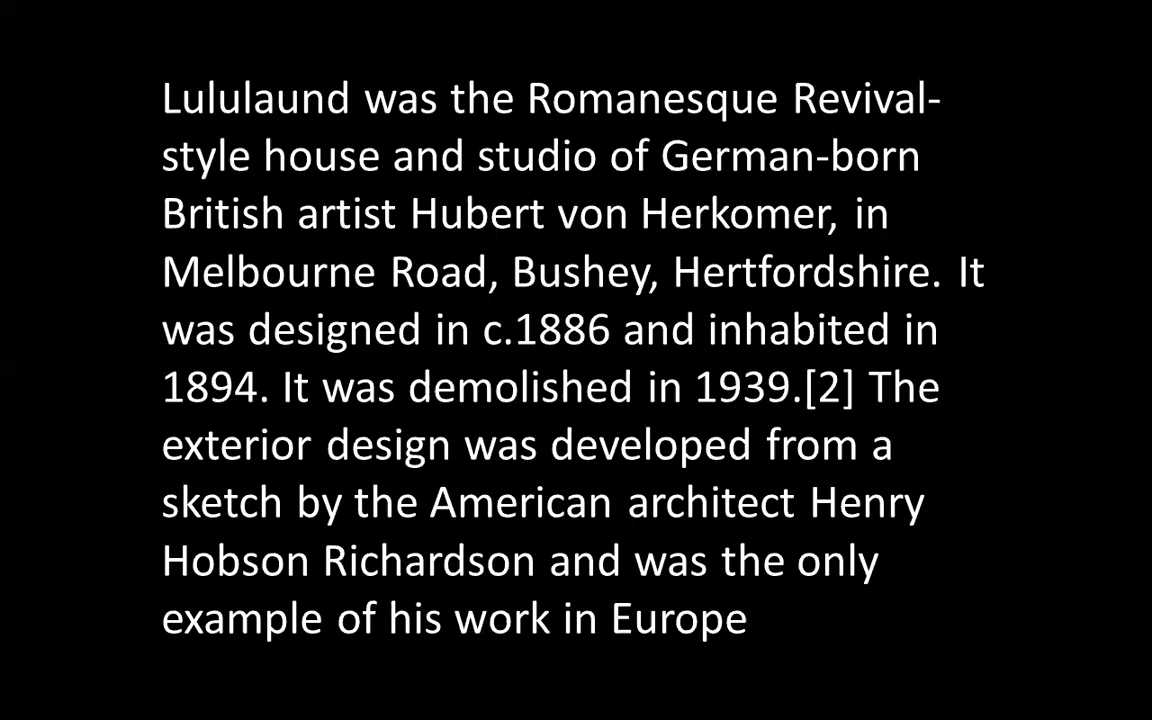 Lululaund was the Romanesque Revival-
style house and studio of German-born
British artist Hubert von Herkomer, in
Melbourne Road, Bushey, Hertfordshire. It
was designed in c.1886 and inhabited in
1894. It was demolished in 1939.[2] The
exterior design was developed from a
sketch by the American architect Henry
Hobson Richardson and was the only
example of his work in Europe